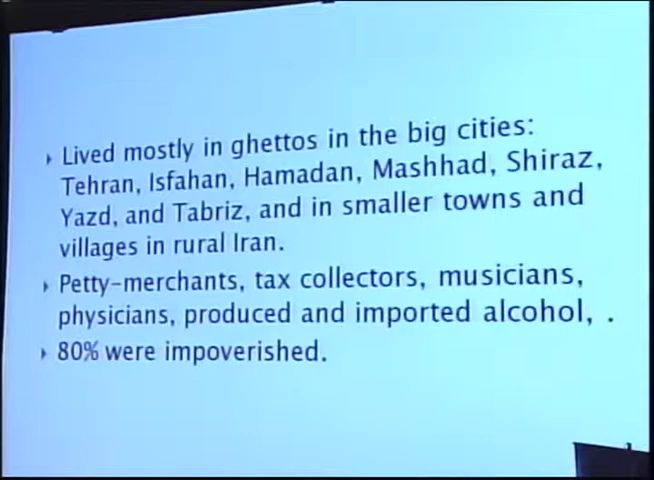 Lived mostly in ghettos in the big cities:
Tehran, Isfahan, Hamadan, Mashhad, Shiraz,
Yazd, and Tabriz, and in smaller towns and
villages in rural Iran.
Petty-merchants, tax collectors, musicians,
physicians, produced and imported alcohol, .
80% were impoverished.